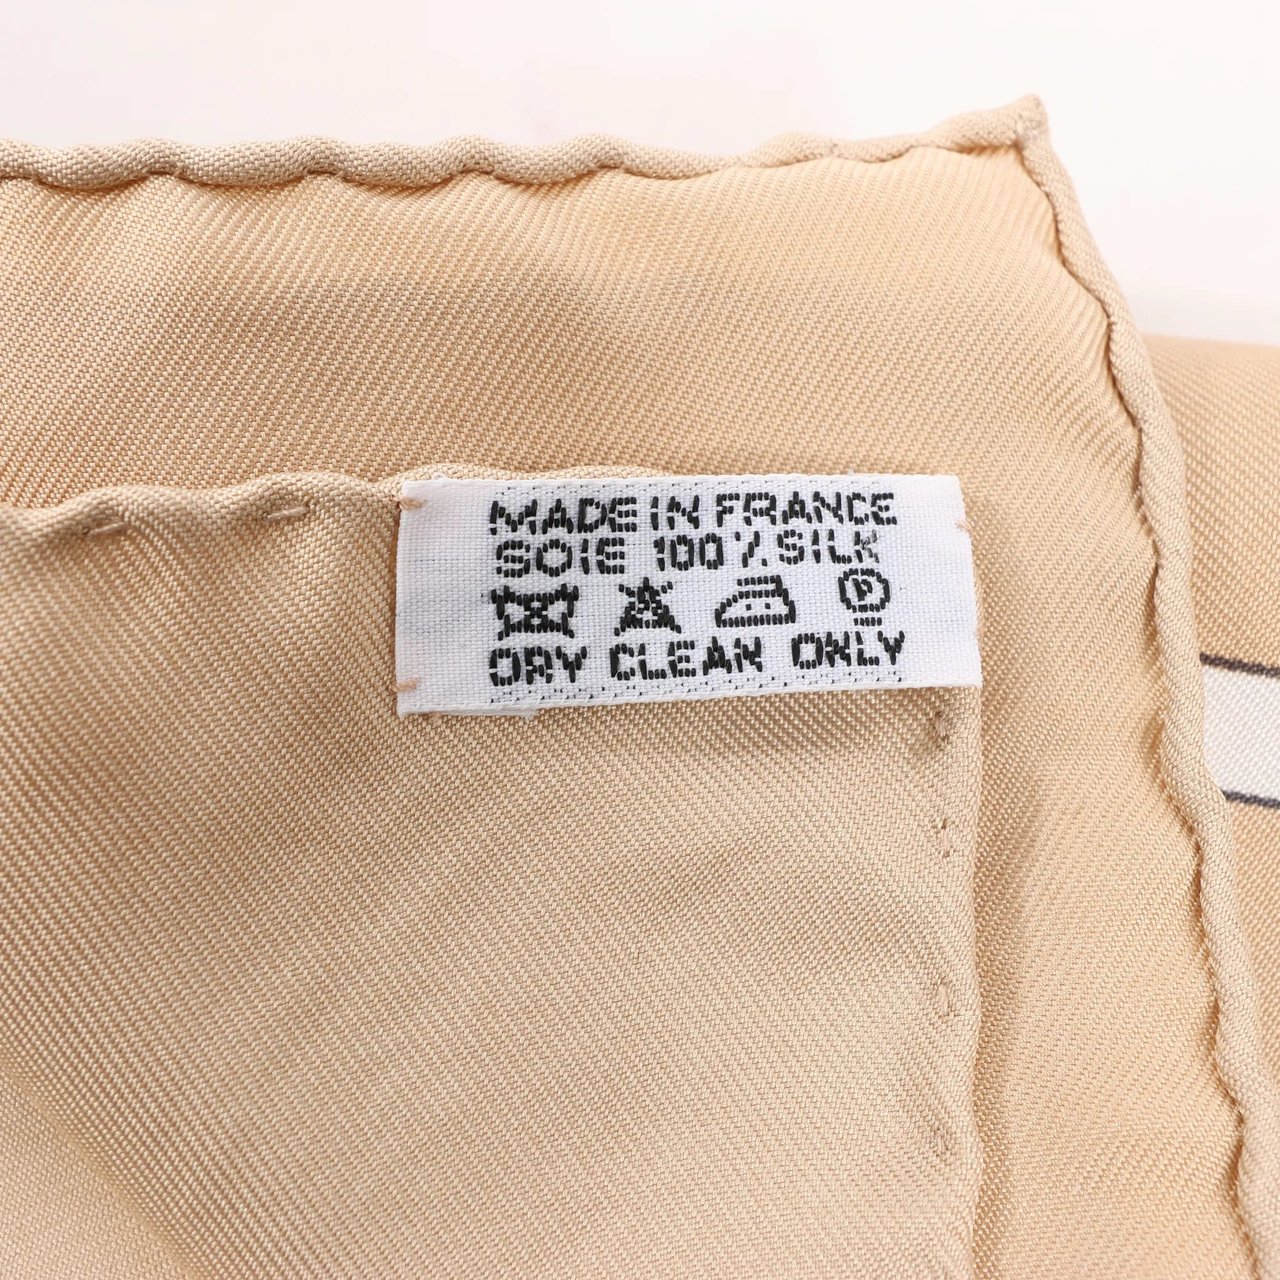 MADE IN FRANCE
SOIE 100% SILK
P
DRY CLEAN ONLY